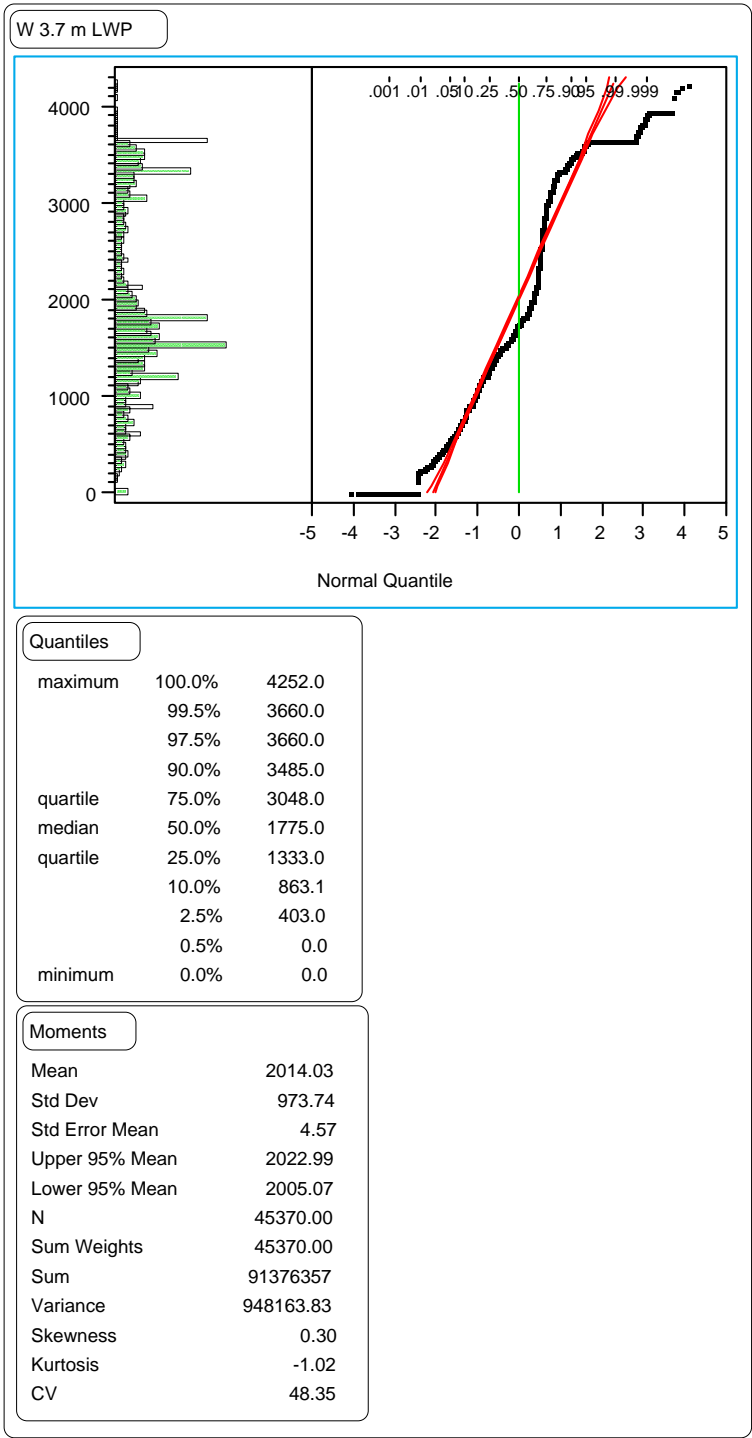 W 3.7 m LWP
.001 .01 .05 .10 .25 .50 .75 .90 .95 .99 .999
4000
3000
2000
1000
0
-5 -4 -3 -2 -1 0 1 2 3 4 5
Normal Quantile
Quantiles
maximum 100.0% 4252.0
99.5% 3660.0
97.5% 3660.0
90.0% 3485.0
quartile 75.0% 3048.0
median 50.0% 1775.0
quartile 25.0% 1333.0
10.0% 863.1
2.5% 403.0
0.5% 0.0
minimum 0.0% 0.0
Moments
Mean 2014.03
Std Dev 973.74
Std Error Mean 4.57
Upper 95% Mean 2022.99
Lower 95% Mean 2005.07
N 45370.00
Sum Weights 45370.00
Sum 91376357
Variance 948163.83
Skewness 0.30
Kurtosis -1.02
CV 48.35